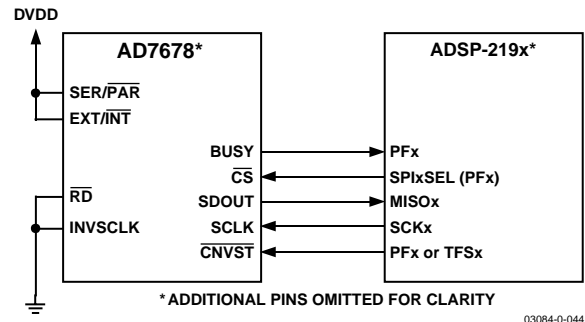 DVDD
AD7678*
ADSP-219x*
SER/PAR
EXT/INT
BUSY
PFx
CS
SPIxSEL (PFx)
RD
SDOUT
MISOx
INVSCLK
SCLK
SCKx
CNVST
PFx or TFSx
*ADDITIONAL PINS OMITTED FOR CLARITY
03084-0-044